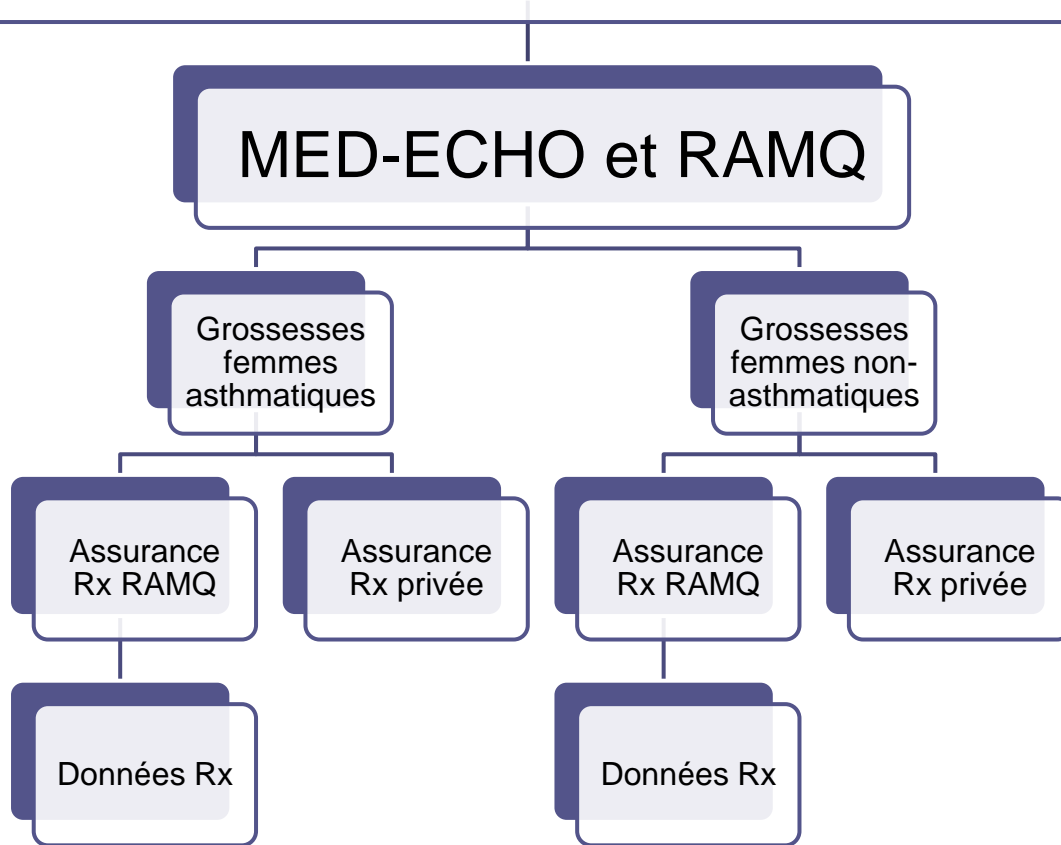 MED-ECHO et RAMQ
Grossesses
femmes
asthmatiques
Grossesses
femmes non-
asthmatiques
Assurance
Rx RAMQ
Assurance
Rx privée
Assurance
Rx RAMQ
Assurance
Rx privée
Données Rx
Données Rx